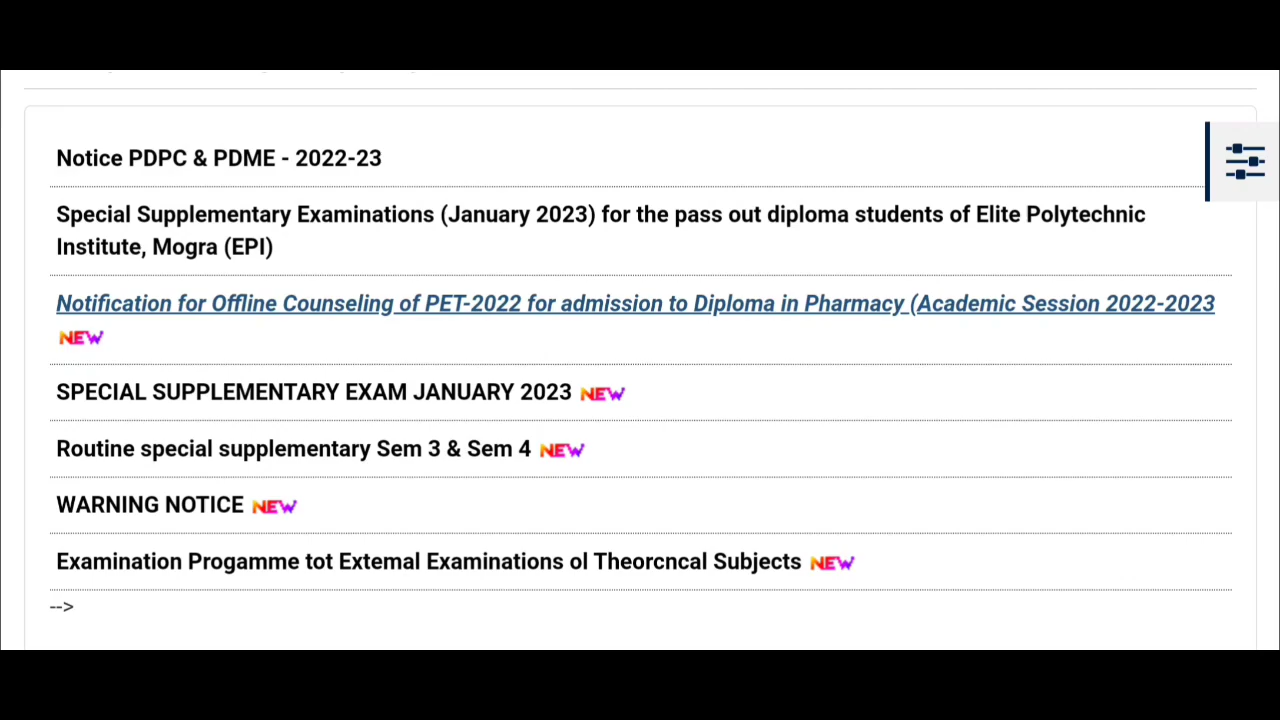 Notice PDPC & PDME - 2022-23
Special Supplementary Examinations (January 2023) for the pass out diploma students of Elite Polytechnic
Institute, Mogra (EPI)
Notification for Offline Counseling of PET-2022 for admission to Diploma in Pharmacy (Academic Session 2022-2023
NEW
SPECIAL SUPPLEMENTARY EXAM JANUARY 2023 NEW
Routine special supplementary Sem 3 & Sem 4 NEW
WARNING NOTICE NEW
Examination Progamme tot Extemal Examinations ol Theorcncal Subjects NEW
-->